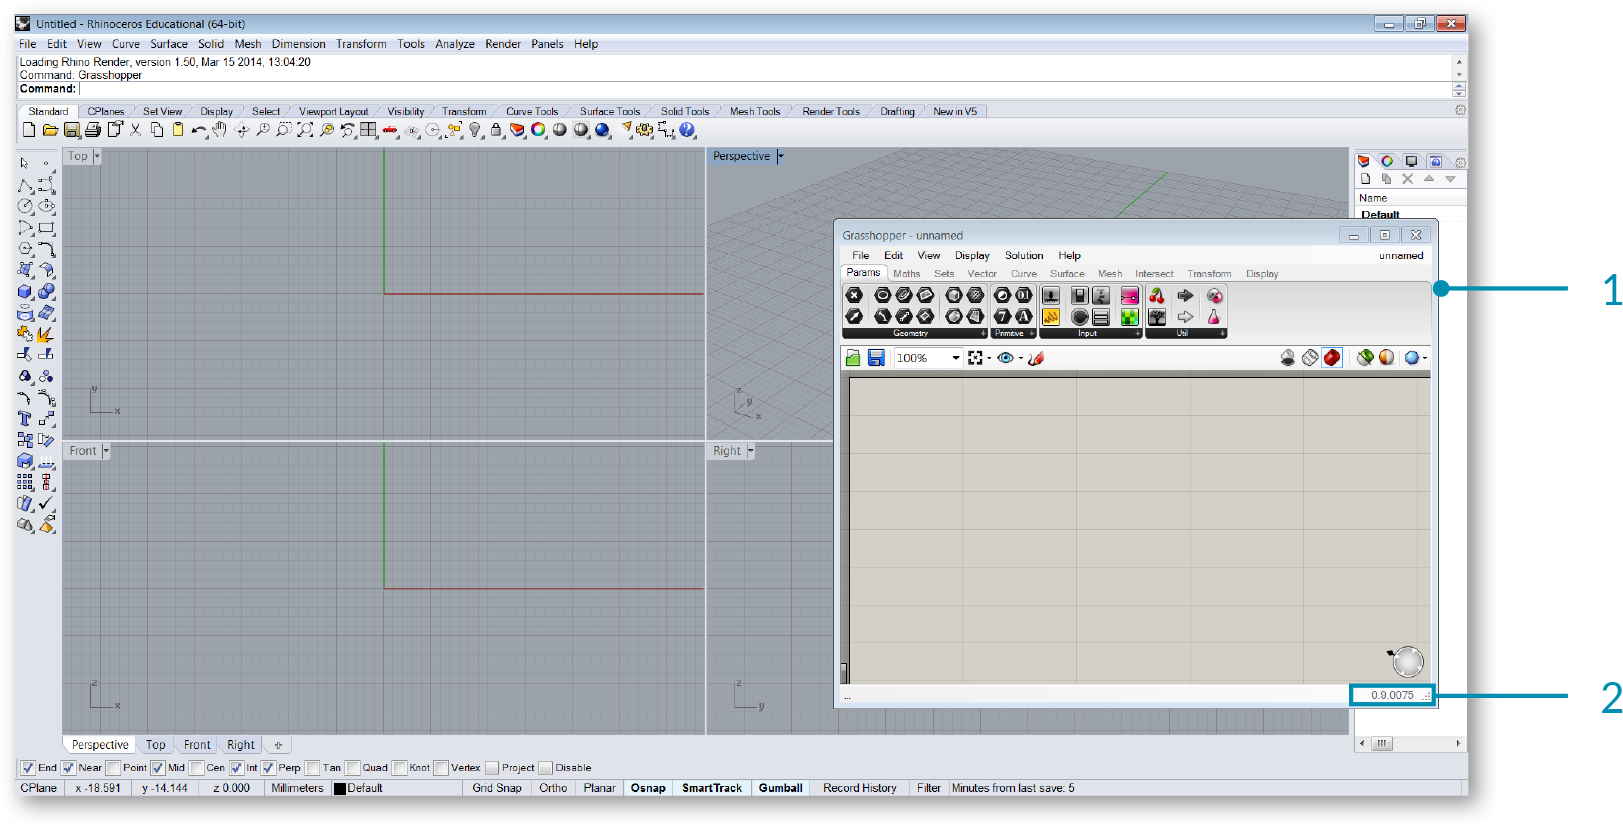 Untitled - Rhinoceros Educational (64-bit)
File Edit View Curve Surface Solid Mesh Dimension Transform Tools Analyze Render Panels Help
Loading Rhino Render, version 1.50, Mar 15 2014, 13:04:20
Command: Grasshopper
Command:
Standard CPlanes Set View Display Select Viewport Layout Visibility Transform Curve Tools Surface Tools Solid Tools Mesh Tools Render Tools Drafting New in V5
Top
Perspective
Name
Default
Grasshopper - unnamed
File Edit View Display Solution Help unnamed
Params Maths Sets Vector Curve Surface Mesh Intersect Transform Display
1
Geometry Primitive Input Util
100%
y
x
z
y
x
Front
Right
z
x
z
y
... 0.9.0075
2
Perspective Top Front Right
End Near Point Mid Cen Int Perp Tan Quad Knot Vertex Project Disable
CPlane x -18.591 y -14.144 z 0.000 Millimeters Default Grid Snap Ortho Planar Osnap SmartTrack Gumball Record History Filter Minutes from last save: 5